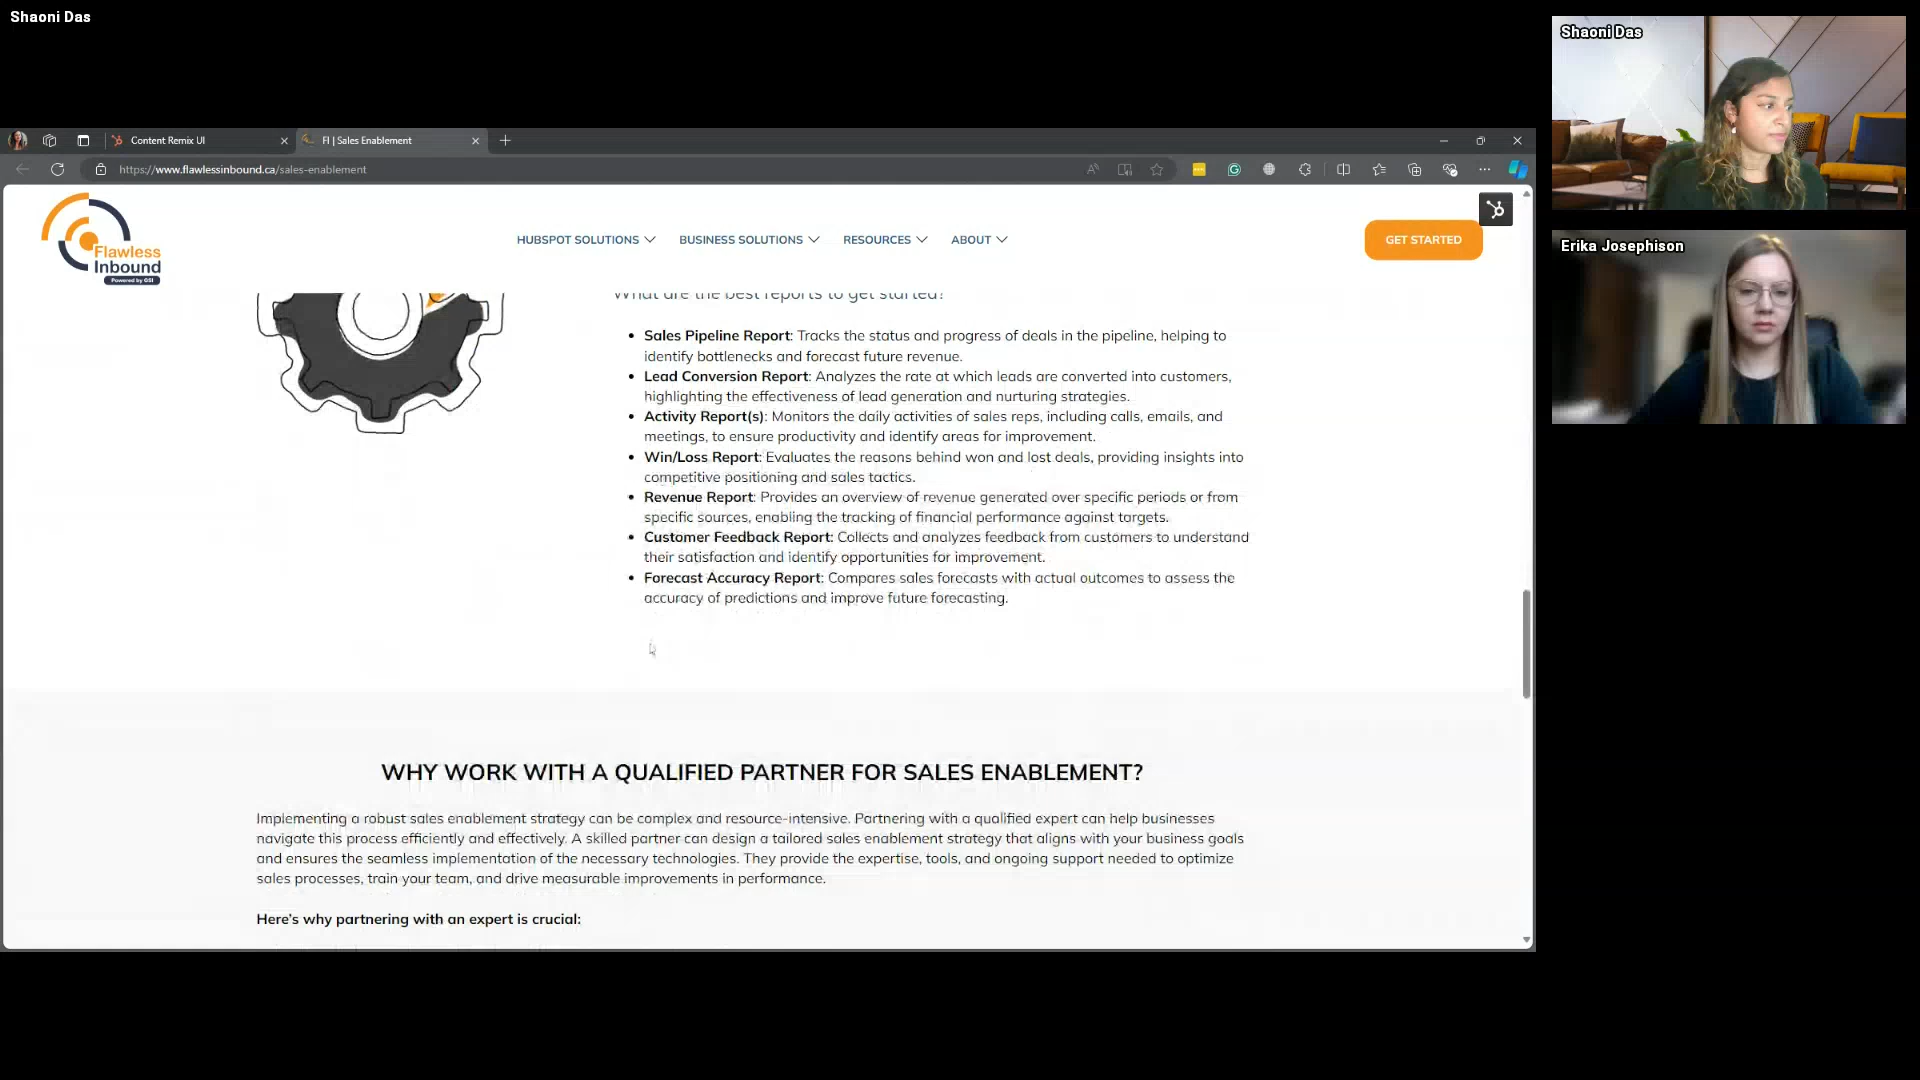 Shaoni Das
Content Remix UI
FI | Sales Enablement
https://www.flawlessinbound.ca/sales-enablement
Flawless
Inbound
Powered by GSI
HUBSPOT SOLUTIONS
BUSINESS SOLUTIONS
RESOURCES
ABOUT
GET STARTED
What are the best reports to get started?
• Sales Pipeline Report: Tracks the status and progress of deals in the pipeline, helping to
identify bottlenecks and forecast future revenue.
• Lead Conversion Report: Analyzes the rate at which leads are converted into customers,
highlighting the effectiveness of lead generation and nurturing strategies.
• Activity Report(s): Monitors the daily activities of sales reps, including calls, emails, and
meetings, to ensure productivity and identify areas for improvement.
• Win/Loss Report: Evaluates the reasons behind won and lost deals, providing insights into
competitive positioning and sales tactics.
• Revenue Report: Provides an overview of revenue generated over specific periods or from
specific sources, enabling the tracking of financial performance against targets.
• Customer Feedback Report: Collects and analyzes feedback from customers to understand
their satisfaction and identify opportunities for improvement.
• Forecast Accuracy Report: Compares sales forecasts with actual outcomes to assess the
accuracy of predictions and improve future forecasting.
WHY WORK WITH A QUALIFIED PARTNER FOR SALES ENABLEMENT?
Implementing a robust sales enablement strategy can be complex and resource-intensive. Partnering with a qualified expert can help businesses
navigate this process efficiently and effectively. A skilled partner can design a tailored sales enablement strategy that aligns with your business goals
and ensures the seamless implementation of the necessary technologies. They provide the expertise, tools, and ongoing support needed to optimize
sales processes, train your team, and drive measurable improvements in performance.
Here's why partnering with an expert is crucial:
Shaoni Das
Erika Josephison